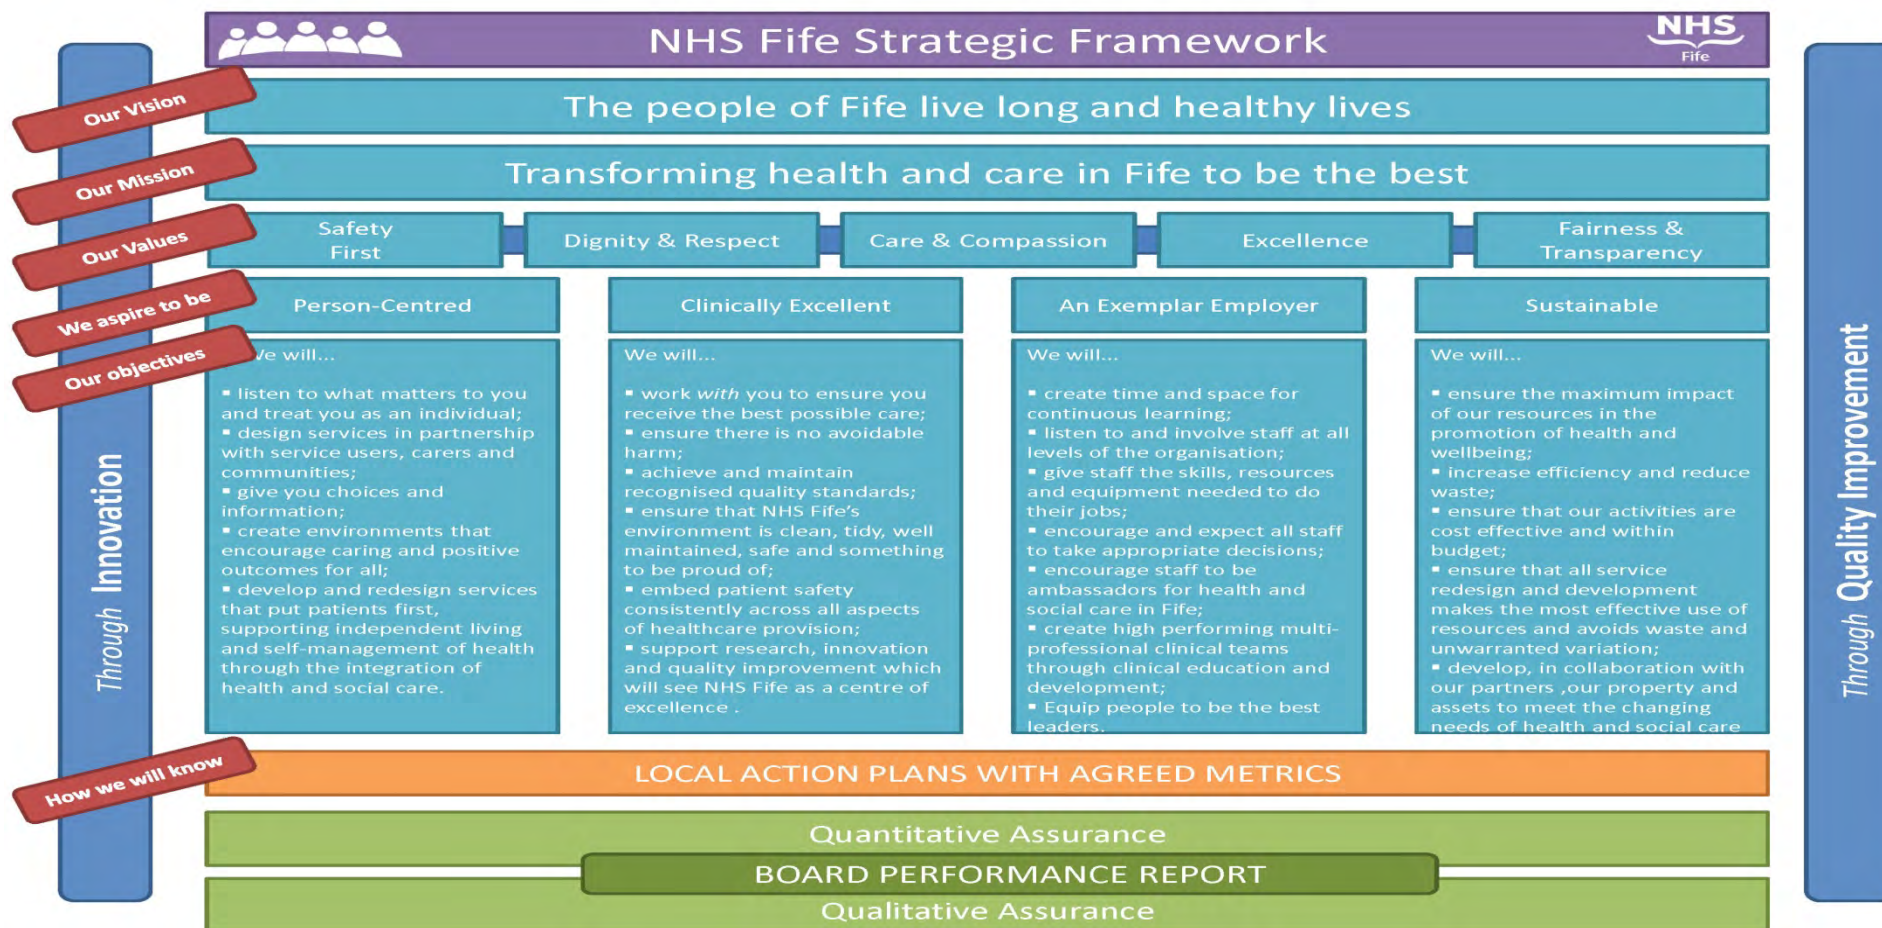 NHS Fife Strategic Framework
NHS
Fife
Our Vision
The people of Fife live long and healthy lives
Our Mission
Transforming health and care in Fife to be the best
Our Values
Safety
First
Dignity & Respect
Care & Compassion
Excellence
Fairness &
Transparency
We aspire to be
Person-Centred
Clinically Excellent
An Exemplar Employer
Sustainable
Our objectives
We will...
▪ listen to what matters to you
and treat you as an individual;
▪ design services in partnership
with service users, carers and
communities;
▪ give you choices and
information;
▪ create environments that
encourage caring and positive
outcomes for all;
▪ develop and redesign services
that put patients first,
supporting independent living
and self-management of health
through the integration of
health and social care.
We will...
▪ work with you to ensure you
receive the best possible care;
▪ ensure there is no avoidable
harm;
▪ achieve and maintain
recognised quality standards;
▪ ensure that NHS Fife's
environment is clean, tidy, well
maintained, safe and something
to be proud of;
▪ embed patient safety
consistently across all aspects
of healthcare provision;
▪ support research, innovation
and quality improvement which
will see NHS Fife as a centre of
excellence .
We will...
▪ create time and space for
continuous learning;
▪ listen to and involve staff at all
levels of the organisation;
▪ give staff the skills, resources
and equipment needed to do
their jobs;
▪ encourage and expect all staff
to take appropriate decisions;
▪ encourage staff to be
ambassadors for health and
social care in Fife;
▪ create high performing multi-
professional clinical teams
through clinical education and
development;
▪ Equip people to be the best
leaders.
We will...
▪ ensure the maximum impact
of our resources in the
promotion of health and
wellbeing;
▪ increase efficiency and reduce
waste;
▪ ensure that our activities are
cost effective and within
budget;
▪ ensure that all service
redesign and development
makes the most effective use of
resources and avoids waste and
unwarranted variation;
▪ develop, in collaboration with
our partners ,our property and
assets to meet the changing
needs of health and social care
How we will know
LOCAL ACTION PLANS WITH AGREED METRICS
Quantitative Assurance
BOARD PERFORMANCE REPORT
Qualitative Assurance
Through Innovation
Through Quality Improvement